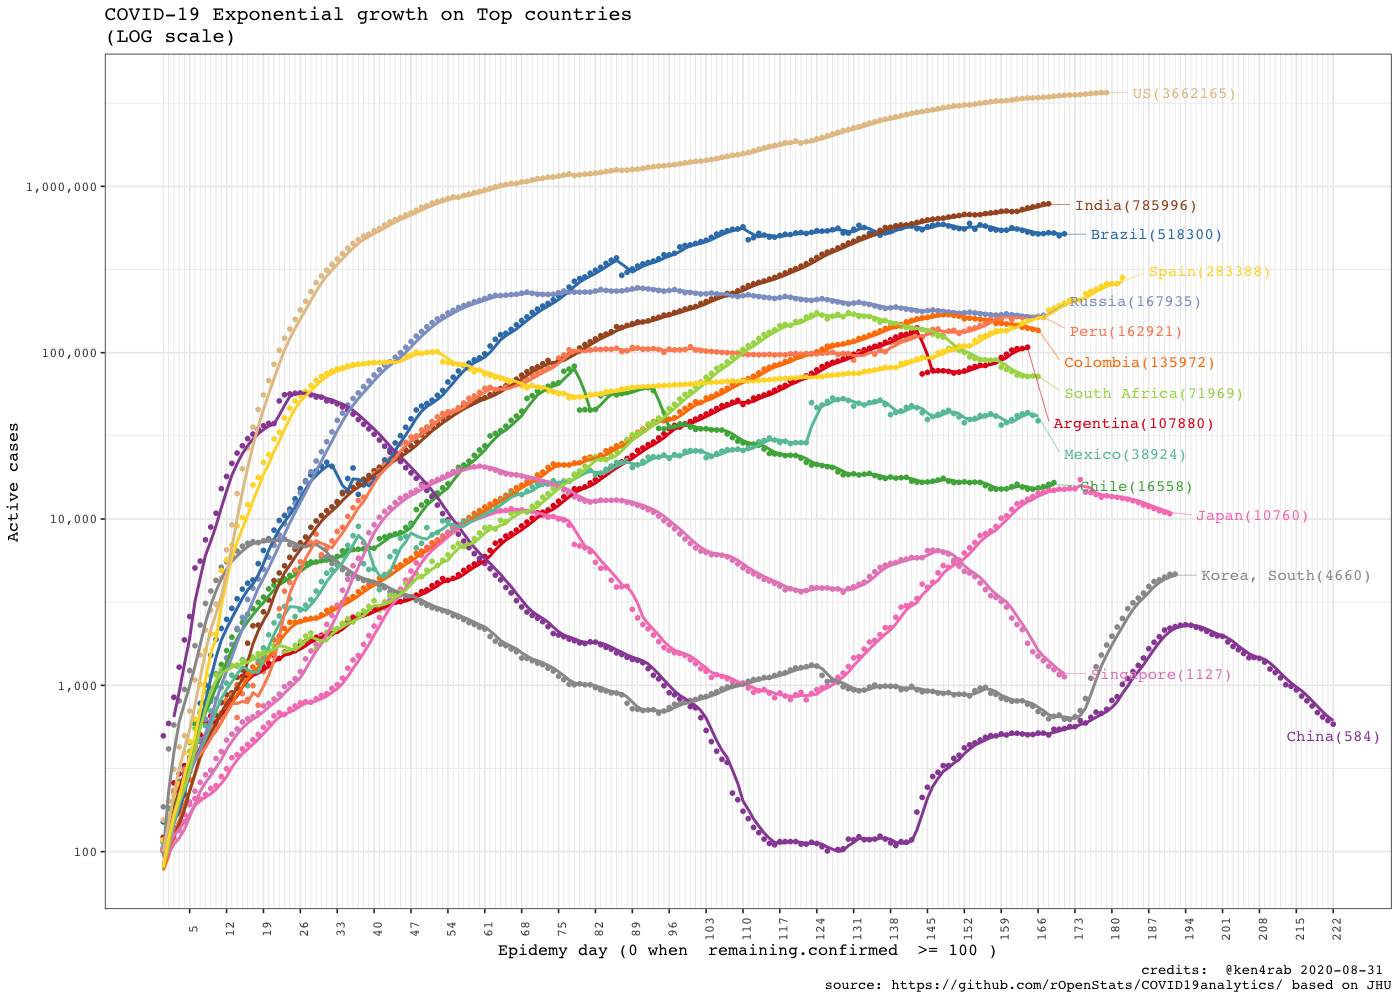 COVID-19 Exponential growth on Top countries
(LOG scale)
Active cases
1,000,000
100,000
10,000
1,000
100
US(3662165)
India(785996)
Brazil(518300)
Spain(283388)
Russia(167935)
Peru(162921)
Colombia(135972)
South Africa(71969)
Argentina(107880)
Mexico(38924)
Chile(16558)
Japan(10760)
Korea, South(4660)
Singapore(1127)
China(584)
5 12 19 26 33 40 47 54 61 68 75 82 89 96 103 110 117 124 131 138 145 152 159 166 173 180 187 194 201 208 215 222
Epidemy day (0 when  remaining.confirmed  >= 100 )
credits:  @ken4rab 2020-08-31
source: https://github.com/rOpenStats/COVID19analytics/ based on JHU